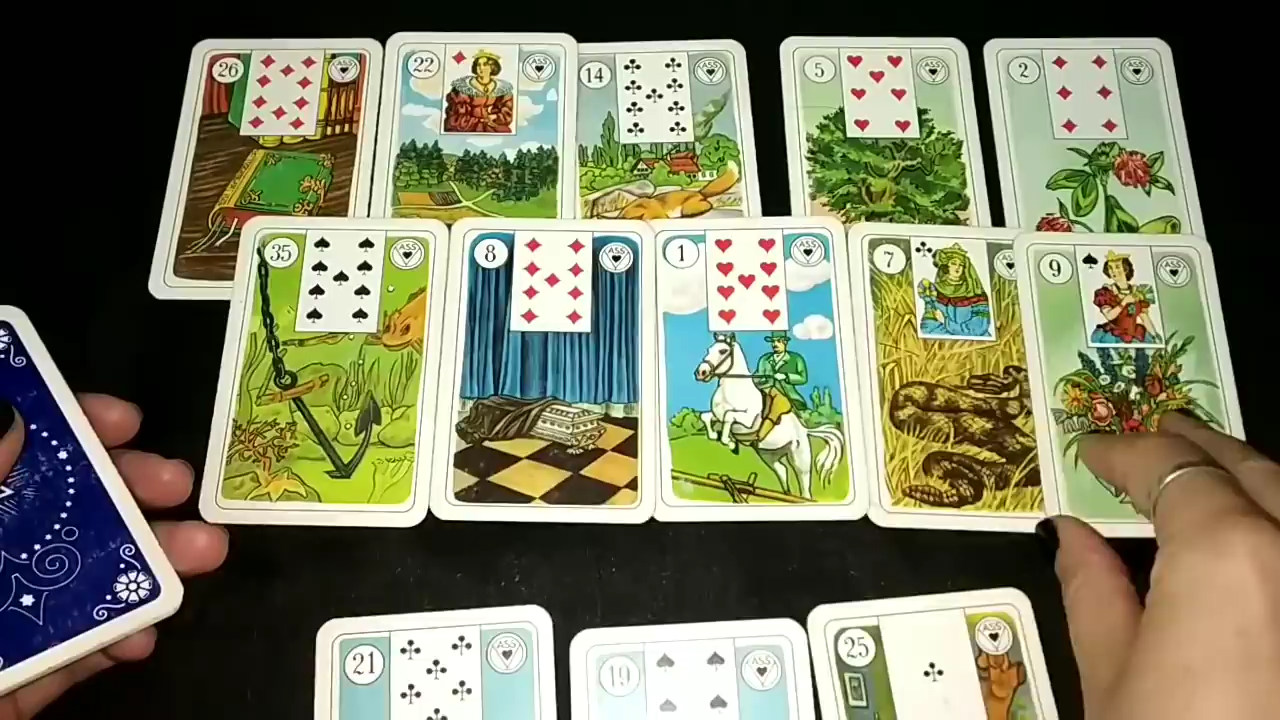 26 ASS
22 ASS
14 ASS
5 ASS
2 ASS
35 ASS
8 ASS
1 ASS
7 ASS
9 ASS
21 ASS
19 ASS
25 ASS